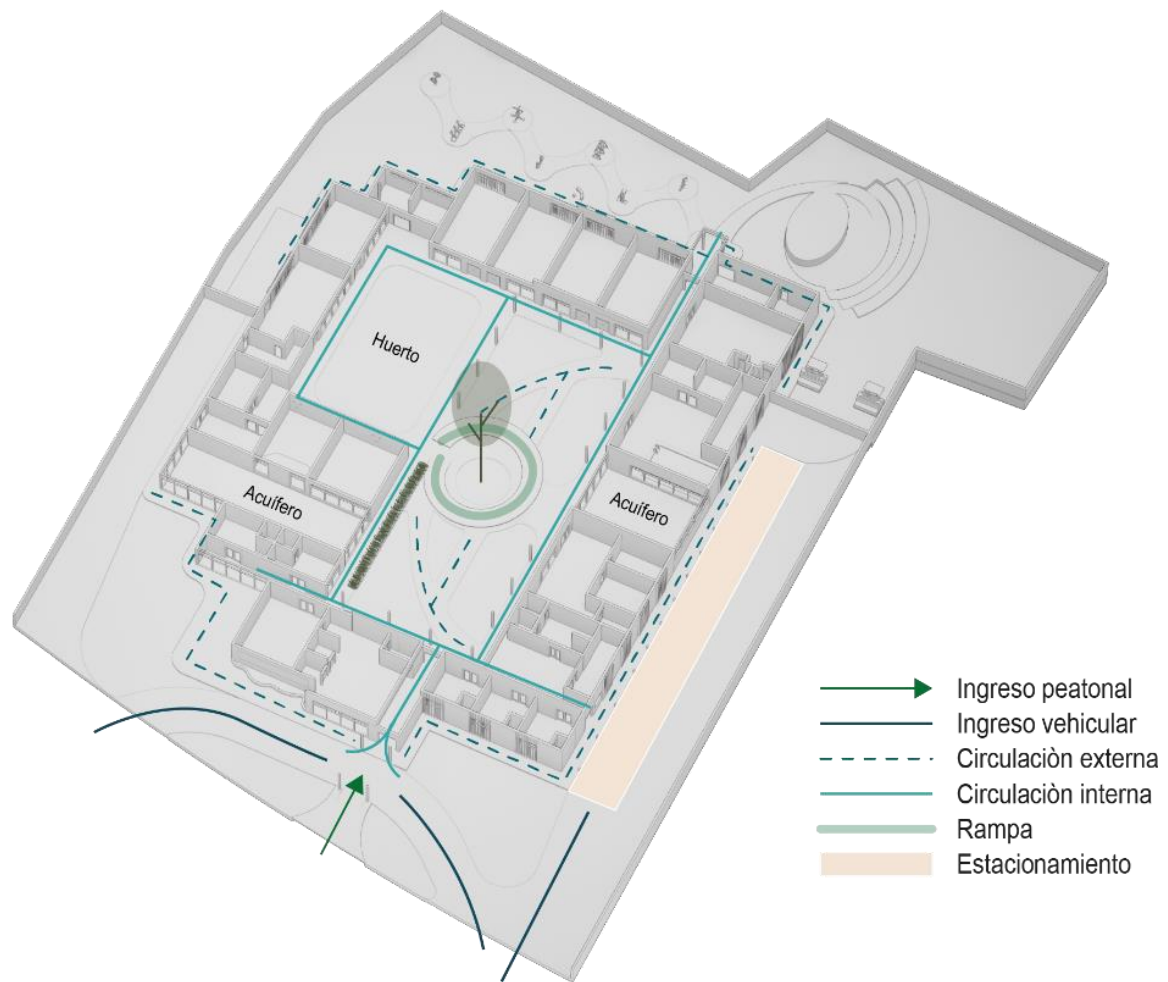 Huerto
Acuífero
Acuífero
Ingreso peatonal
Ingreso vehicular
Circulaciòn externa
Circulaciòn interna
Rampa
Estacionamiento